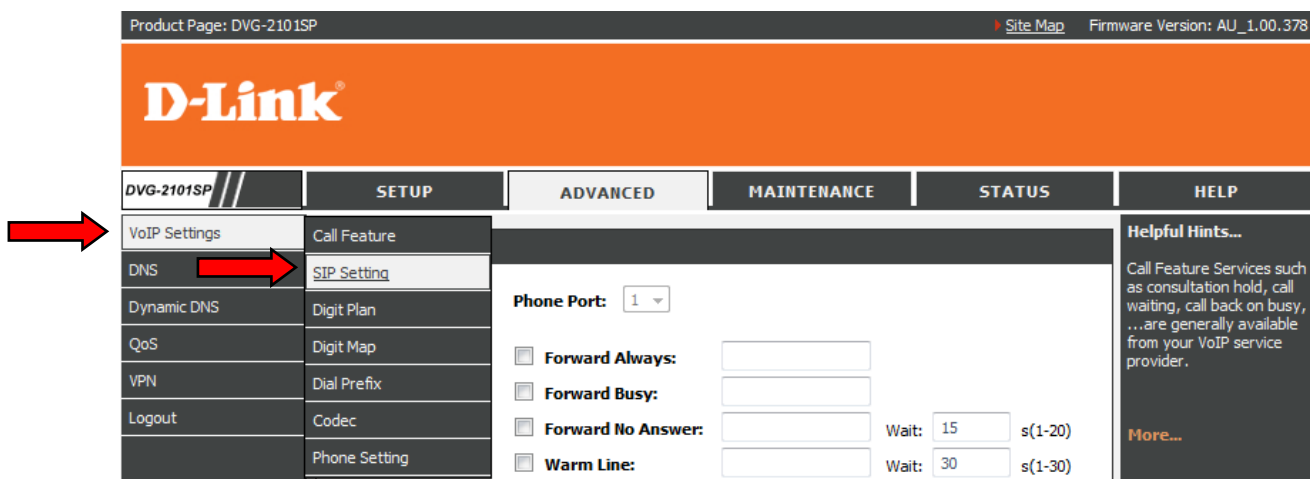 Product Page: DVG-2101SP Site Map Firmware Version: AU_1.00.378
D-Link®
DVG-2101SP SETUP ADVANCED MAINTENANCE STATUS HELP
VoIP Settings
DNS
Dynamic DNS
QoS
VPN
Logout
Call Feature
SIP Setting
Digit Plan
Digit Map
Dial Prefix
Codec
Phone Setting
Phone Port: 1
Forward Always:
Forward Busy:
Forward No Answer: Wait: 15 s(1-20)
Warm Line: Wait: 30 s(1-30)
Helpful Hints...
Call Feature Services such
as consultation hold, call
waiting, call back on busy,
...are generally available
from your VoIP service
provider.
More...